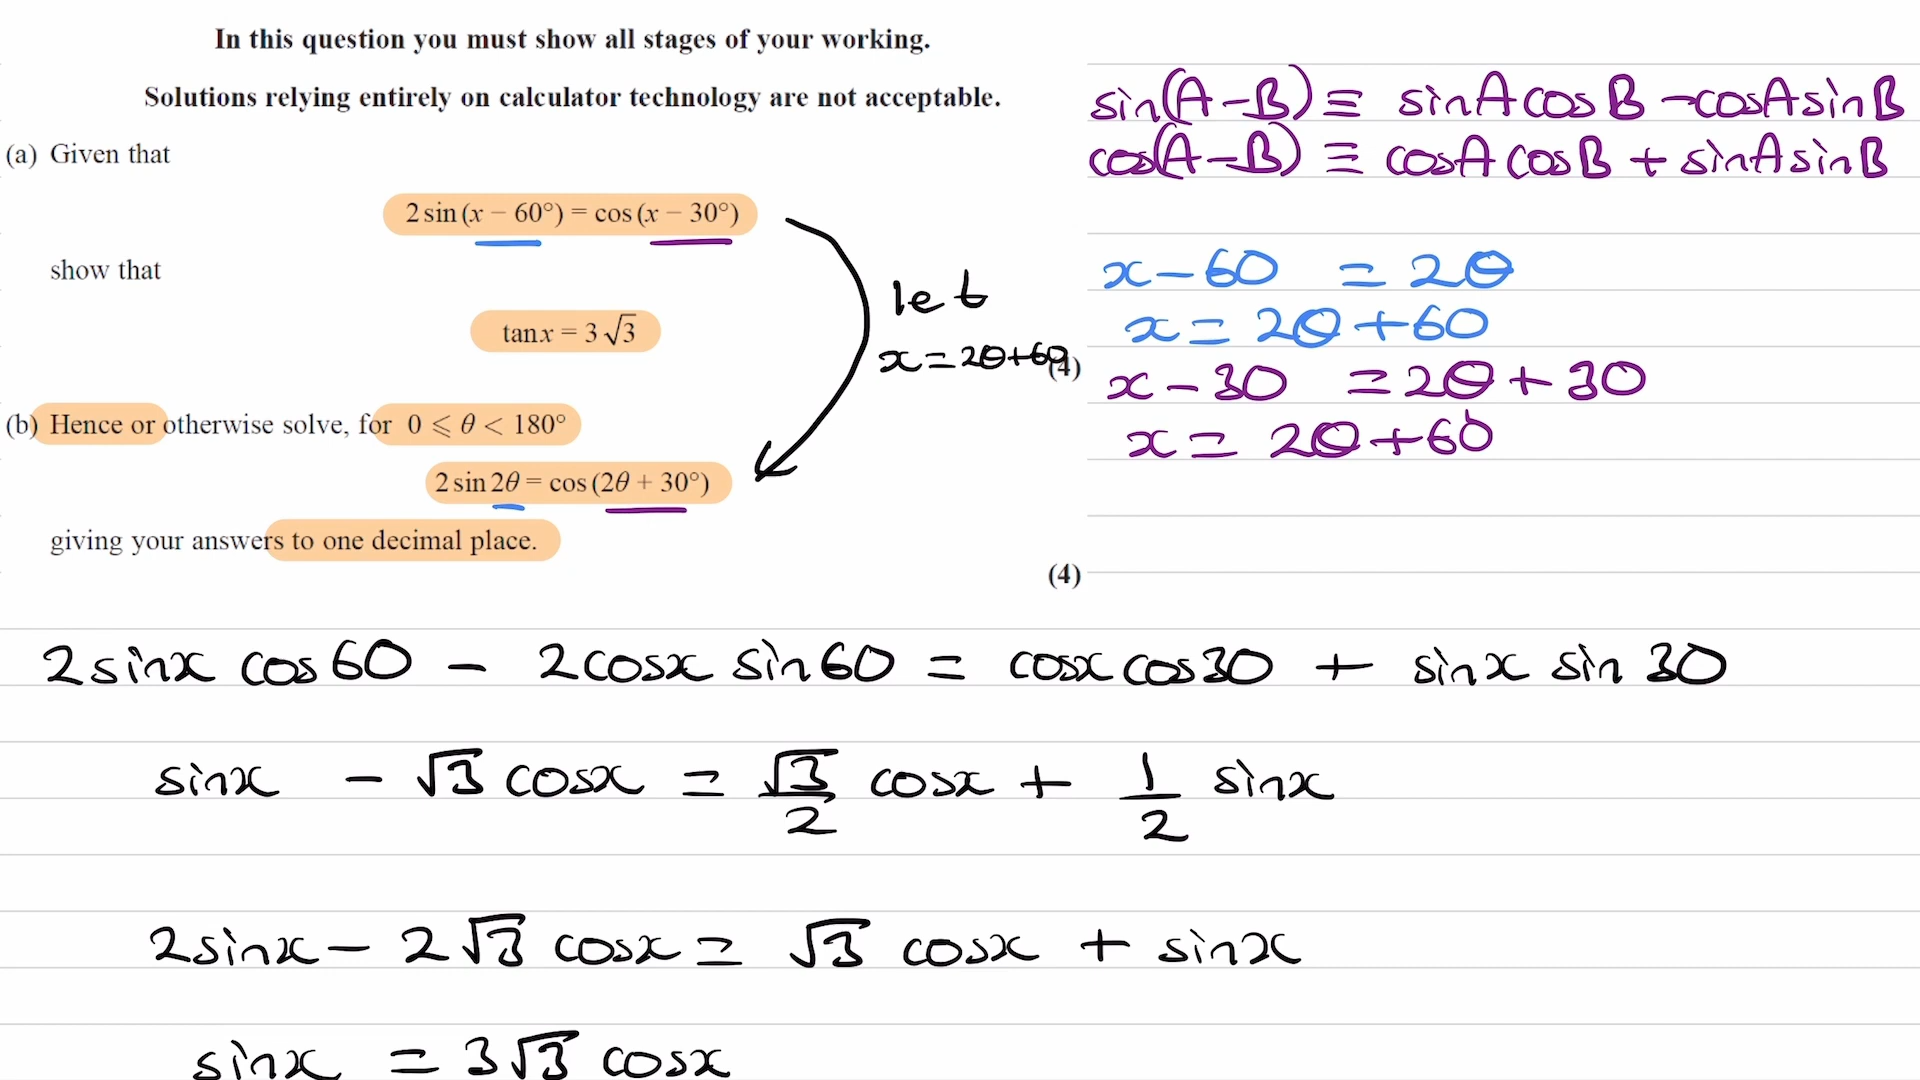 In this question you must show all stages of your working.
Solutions relying entirely on calculator technology are not acceptable.
(a) Given that
2 sin (x − 60°) = cos (x − 30°)
show that
tan x = 3√3
(4)
(b) Hence or otherwise solve, for 0 ⩽ θ < 180°
2 sin 2θ = cos (2θ + 30°)
giving your answers to one decimal place.
(4)
let
x = 2θ+60
sin(A−B) ≡ sinA cosB −cosA sinB
cos(A−B) ≡ cosA cosB + sinA sinB
x − 60 = 2θ
x = 2θ + 60
x − 30 = 2θ + 30
x = 2θ + 60
2sinx cos60 − 2cosx sin60 = cosx cos30 + sinx sin 30
sinx − √3 cosx = √3/2 cosx + 1/2 sinx
2sinx − 2√3 cosx = √3 cosx + sinx
sinx = 3√3 cosx